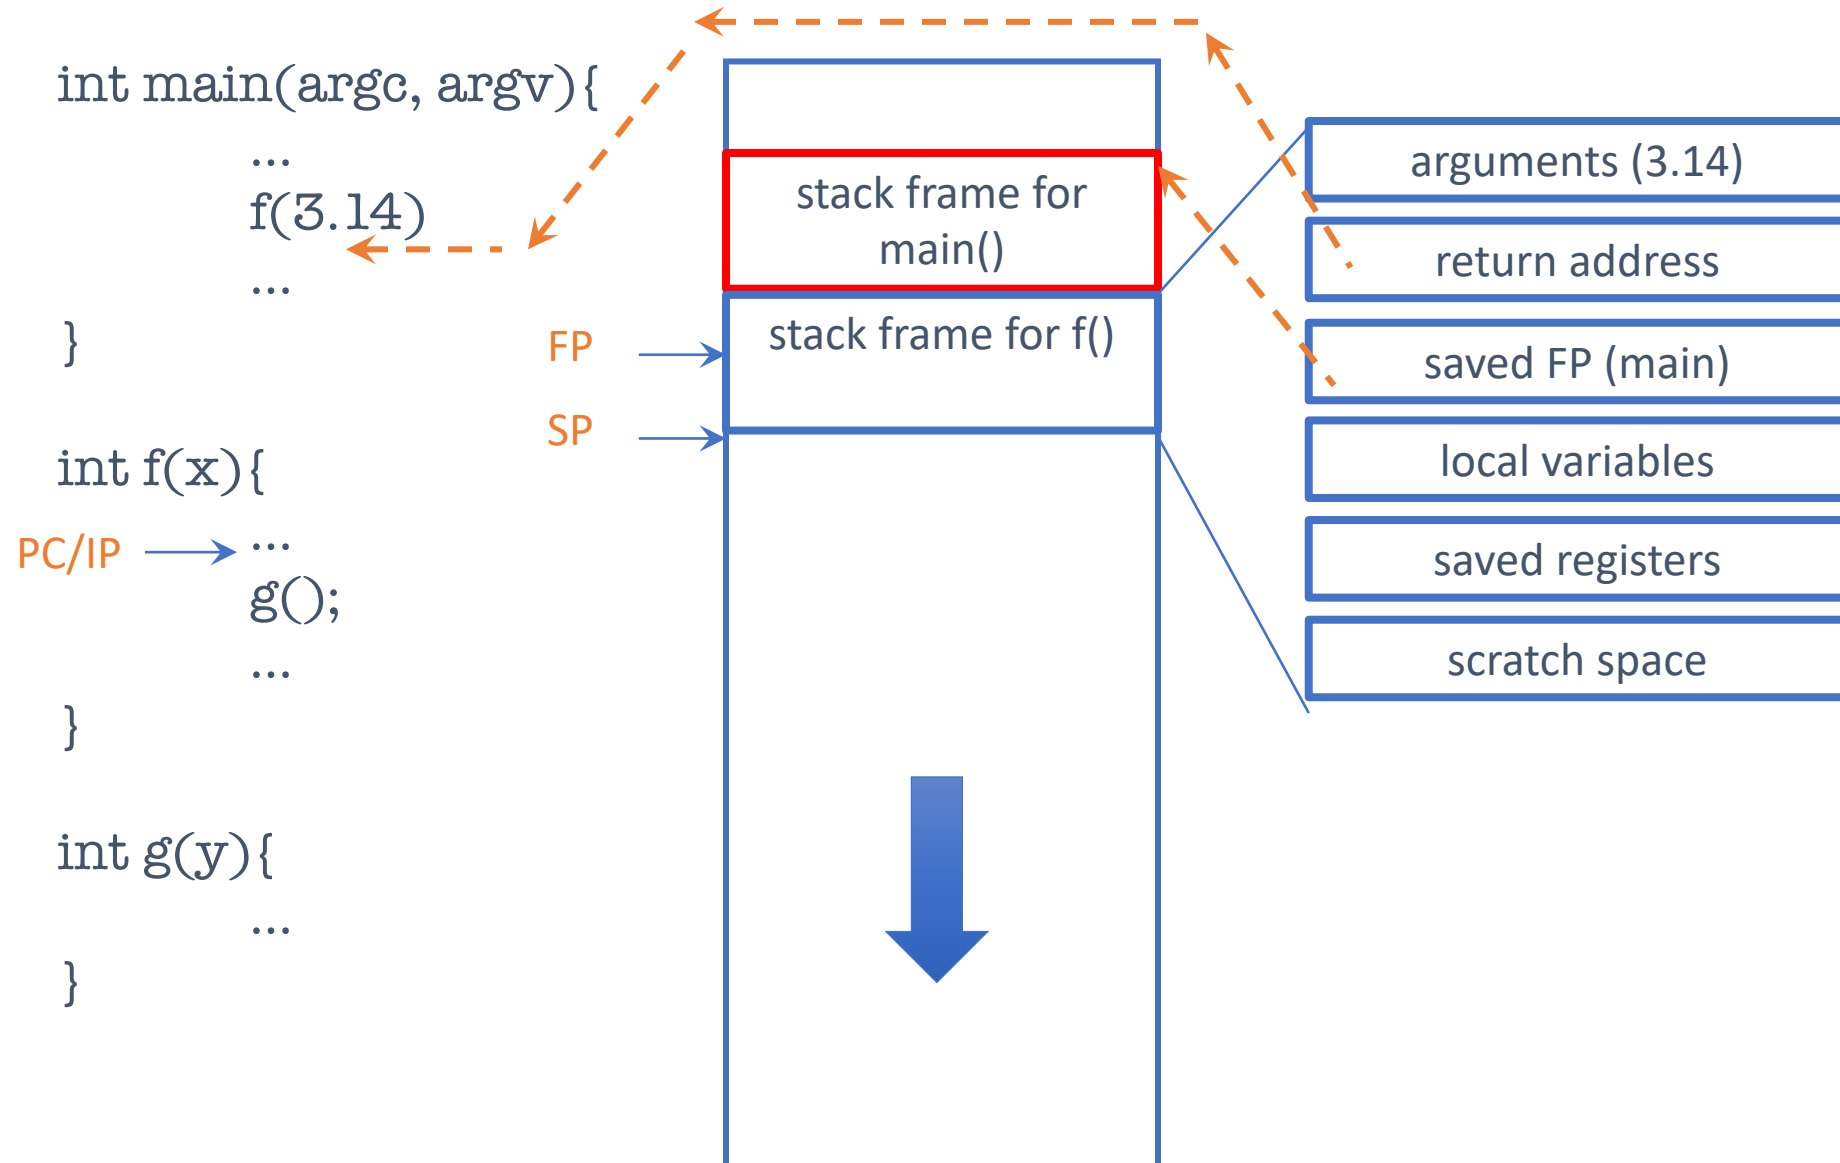 int main(argc, argv){
...
f(3.14)
...
}
int f(x){
PC/IP
...
g();
...
}
int g(y){
...
}
FP
SP
stack frame for
main()
stack frame for f()
arguments (3.14)
return address
saved FP (main)
local variables
saved registers
scratch space